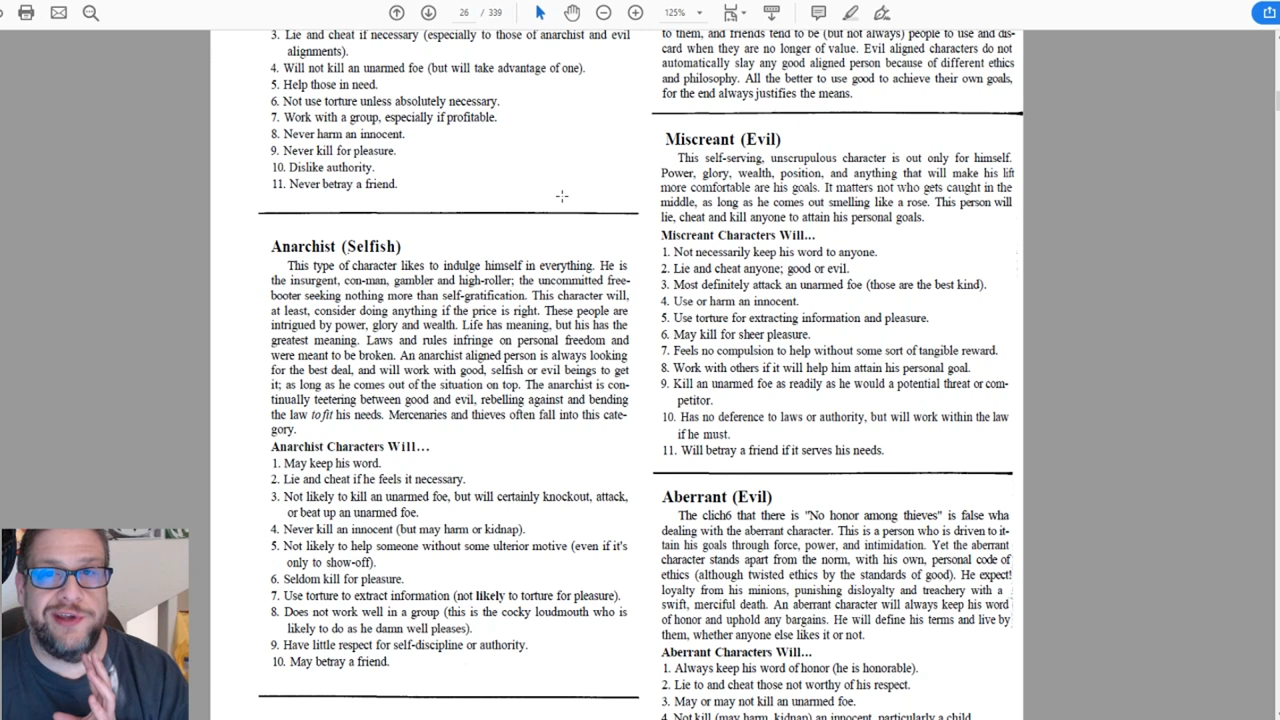 26 / 339
125%
3. Lie and cheat if necessary (especially to those of anarchist and evil
alignments).
4. Will not kill an unarmed foe (but will take advantage of one).
5. Help those in need.
6. Not use torture unless absolutely necessary.
7. Work with a group, especially if profitable.
8. Never harm an innocent.
9. Never kill for pleasure.
10. Dislike authority.
11. Never betray a friend.
Anarchist (Selfish)
This type of character likes to indulge himself in everything. He is
the insurgent, con-man, gambler and high-roller; the uncommitted free-
booter seeking nothing more than self-gratification. This character will,
at least, consider doing anything if the price is right. These people are
intrigued by power, glory and wealth. Life has meaning, but his has the
greatest meaning. Laws and rules infringe on personal freedom and
were meant to be broken. An anarchist aligned person is always looking
for the best deal, and will work with good, selfish or evil beings to get
it; as long as he comes out of the situation on top. The anarchist is con-
tinually teetering between good and evil, rebelling against and bending
the law to fit his needs. Mercenaries and thieves often fall into this cate-
gory.
Anarchist Characters Will...
1. May keep his word.
2. Lie and cheat if he feels it necessary.
3. Not likely to kill an unarmed foe, but will certainly knockout, attack,
or beat up an unarmed foe.
4. Never kill an innocent (but may harm or kidnap).
5. Not likely to help someone without some ulterior motive (even if it's
only to show-off).
6. Seldom kill for pleasure.
7. Use torture to extract information (not likely to torture for pleasure).
8. Does not work well in a group (this is the cocky loudmouth who is
likely to do as he damn well pleases).
9. Have little respect for self-discipline or authority.
10. May betray a friend.
to them, and friends tend to be (but not always) people to use and dis-
card when they are no longer of value. Evil aligned characters do not
automatically slay any good aligned person because of different ethics
and philosophy. All the better to use good to achieve their own goals,
for the end always justifies the means.
Miscreant (Evil)
This self-serving, unscrupulous character is out only for himself.
Power, glory, wealth, position, and anything that will make his lift
more comfortable are his goals. It matters not who gets caught in the
middle, as long as he comes out smelling like a rose. This person will
lie, cheat and kill anyone to attain his personal goals.
Miscreant Characters Will...
1. Not necessarily keep his word to anyone.
2. Lie and cheat anyone; good or evil.
3. Most definitely attack an unarmed foe (those are the best kind).
4. Use or harm an innocent.
5. Use torture for extracting information and pleasure.
6. May kill for sheer pleasure.
7. Feels no compulsion to help without some sort of tangible reward.
8. Work with others if it will help him attain his personal goal.
9. Kill an unarmed foe as readily as he would a potential threat or com-
petitor.
10. Has no deference to laws or authority, but will work within the law
if he must.
11. Will betray a friend if it serves his needs.
Aberrant (Evil)
The clich6 that there is "No honor among thieves" is false wha
dealing with the aberrant character. This is a person who is driven to it-
tain his goals through force, power, and intimidation. Yet the aberrant
character stands apart from the norm, with his own, personal code of
ethics (although twisted ethics by the standards of good). He expect!
loyalty from his minions, punishing disloyalty and treachery with a
swift, merciful death. An aberrant character will always keep his word
of honor and uphold any bargains. He will define his terms and live by
them, whether anyone else likes it or not.
Aberrant Characters Will...
1. Always keep his word of honor (he is honorable).
2. Lie to and cheat those not worthy of his respect.
3. May or may not kill an unarmed foe.
4. Not kill (may harm, kidnap) an innocent, particularly a child